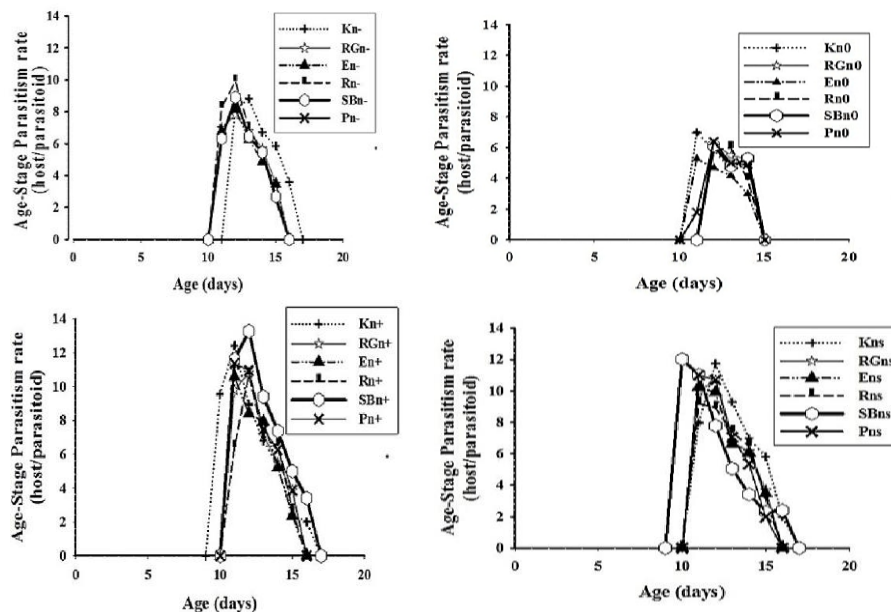 Age-Stage Parasitism rate
(host/parasitoid)
14
12
10
8
6
4
2
0
0
5
10
15
20
Age (days)
Kn-
RGn-
En-
Rn-
SBn-
Pn-
Age-Stage Parasitism rate
(host/parasitoid)
14
12
10
8
6
4
2
0
0
5
10
15
20
Age (days)
Kn0
RGn0
En0
Rn0
SBn0
Pn0
Age-Stage Parasitism rate
(host/parasitoid)
14
12
10
8
6
4
2
0
0
5
10
15
20
Age (days)
Kn+
RGn+
En+
Rn+
SBn+
Pn+
Age-Stage Parasitism rate
(host/parasitoid)
14
12
10
8
6
4
2
0
0
5
10
15
20
Age (days)
Kns
RGns
Ens
Rns
SBns
Pns